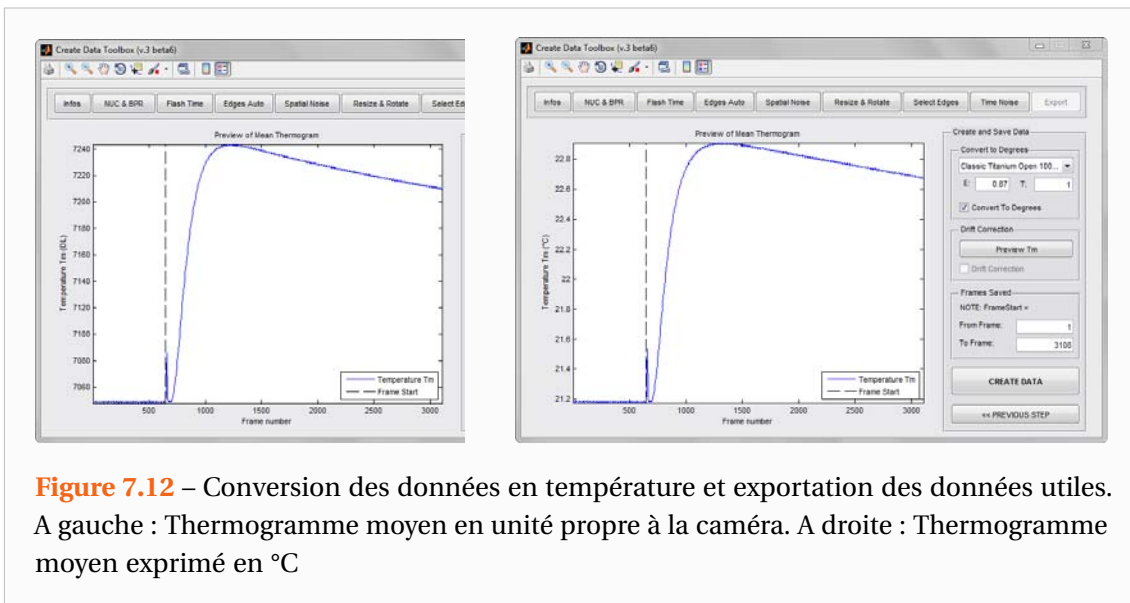 Create Data Toolbox (v.3 beta6)
Infos NUC & BPR Flash Time Edges Auto Spatial Noise Resize & Rotate Select Ed
Preview of Mean Thermogram
7240
7220
7200
7180
7160
7140
7120
7100
7080
7060
Temperature Tm (DL)
500 1000 1500 2000 2500 3000
Frame number
Temperature Tm
Frame Start
Create Data Toolbox (v.3 beta6)
Infos NUC & BPR Flash Time Edges Auto Spatial Noise Resize & Rotate Select Edges Time Noise Export
Preview of Mean Thermogram
22.8
22.6
22.4
22.2
22
21.8
21.6
21.4
21.2
Temperature Tm (°C)
500 1000 1500 2000 2500 3000
Frame number
Temperature Tm
Frame Start
Create and Save Data
Convert to Degrees
Classic Titanium Open 100...
E: 0.87 T: 1
Convert To Degrees
Drift Correction
Preview Tm
Drift Correction
Frames Saved
NOTE: FrameStart =
From Frame: 1
To Frame: 3108
CREATE DATA
<< PREVIOUS STEP
Figure 7.12 – Conversion des données en température et exportation des données utiles.
A gauche : Thermogramme moyen en unité propre à la caméra. A droite : Thermogramme
moyen exprimé en °C